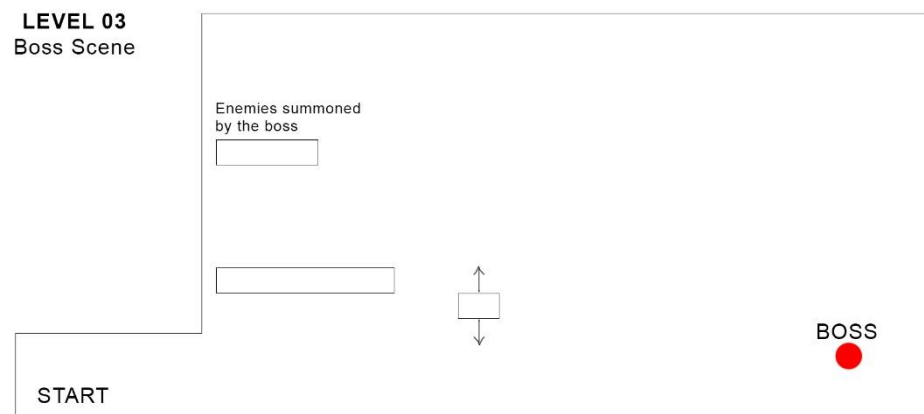 LEVEL 03
Boss Scene
Enemies summoned
by the boss
BOSS
START